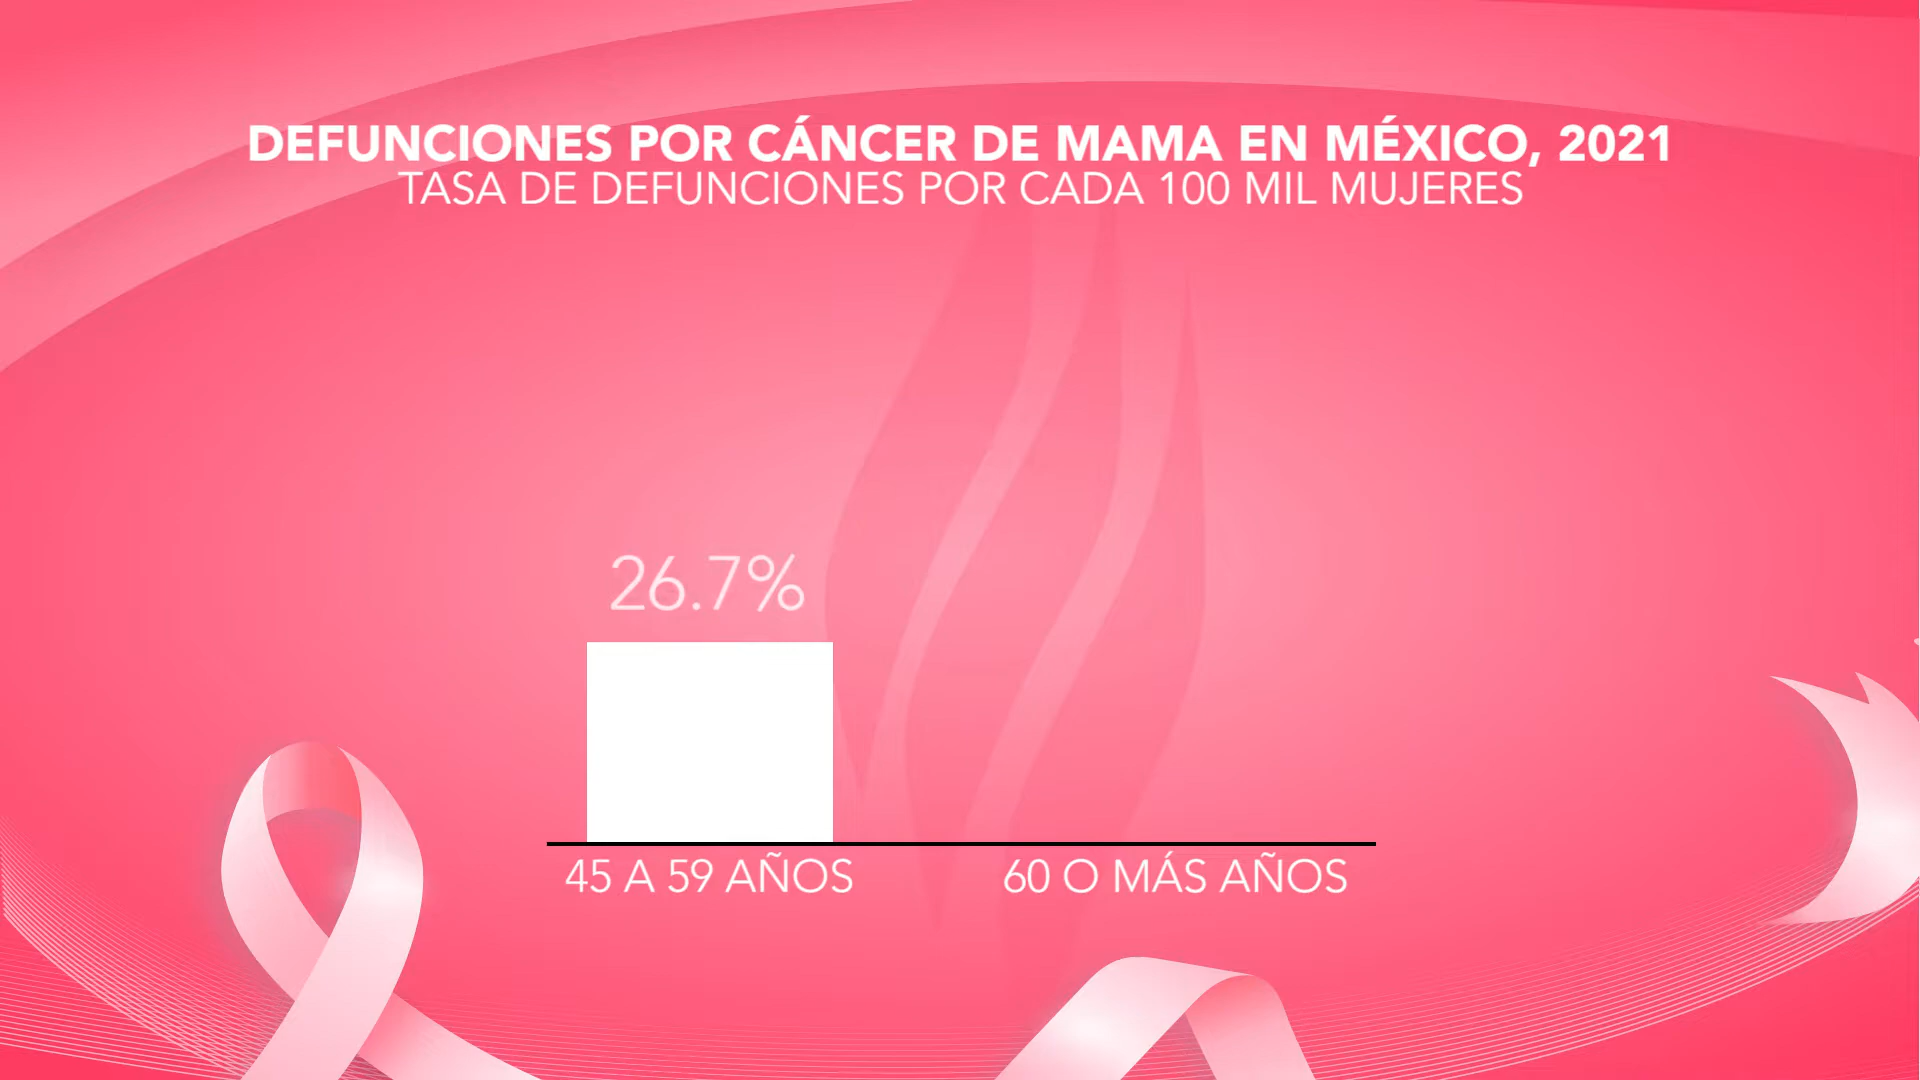 DEFUNCIONES POR CÁNCER DE MAMA EN MÉXICO, 2021
TASA DE DEFUNCIONES POR CADA 100 MIL MUJERES
26.7%
45 A 59 AÑOS
60 O MÁS AÑOS